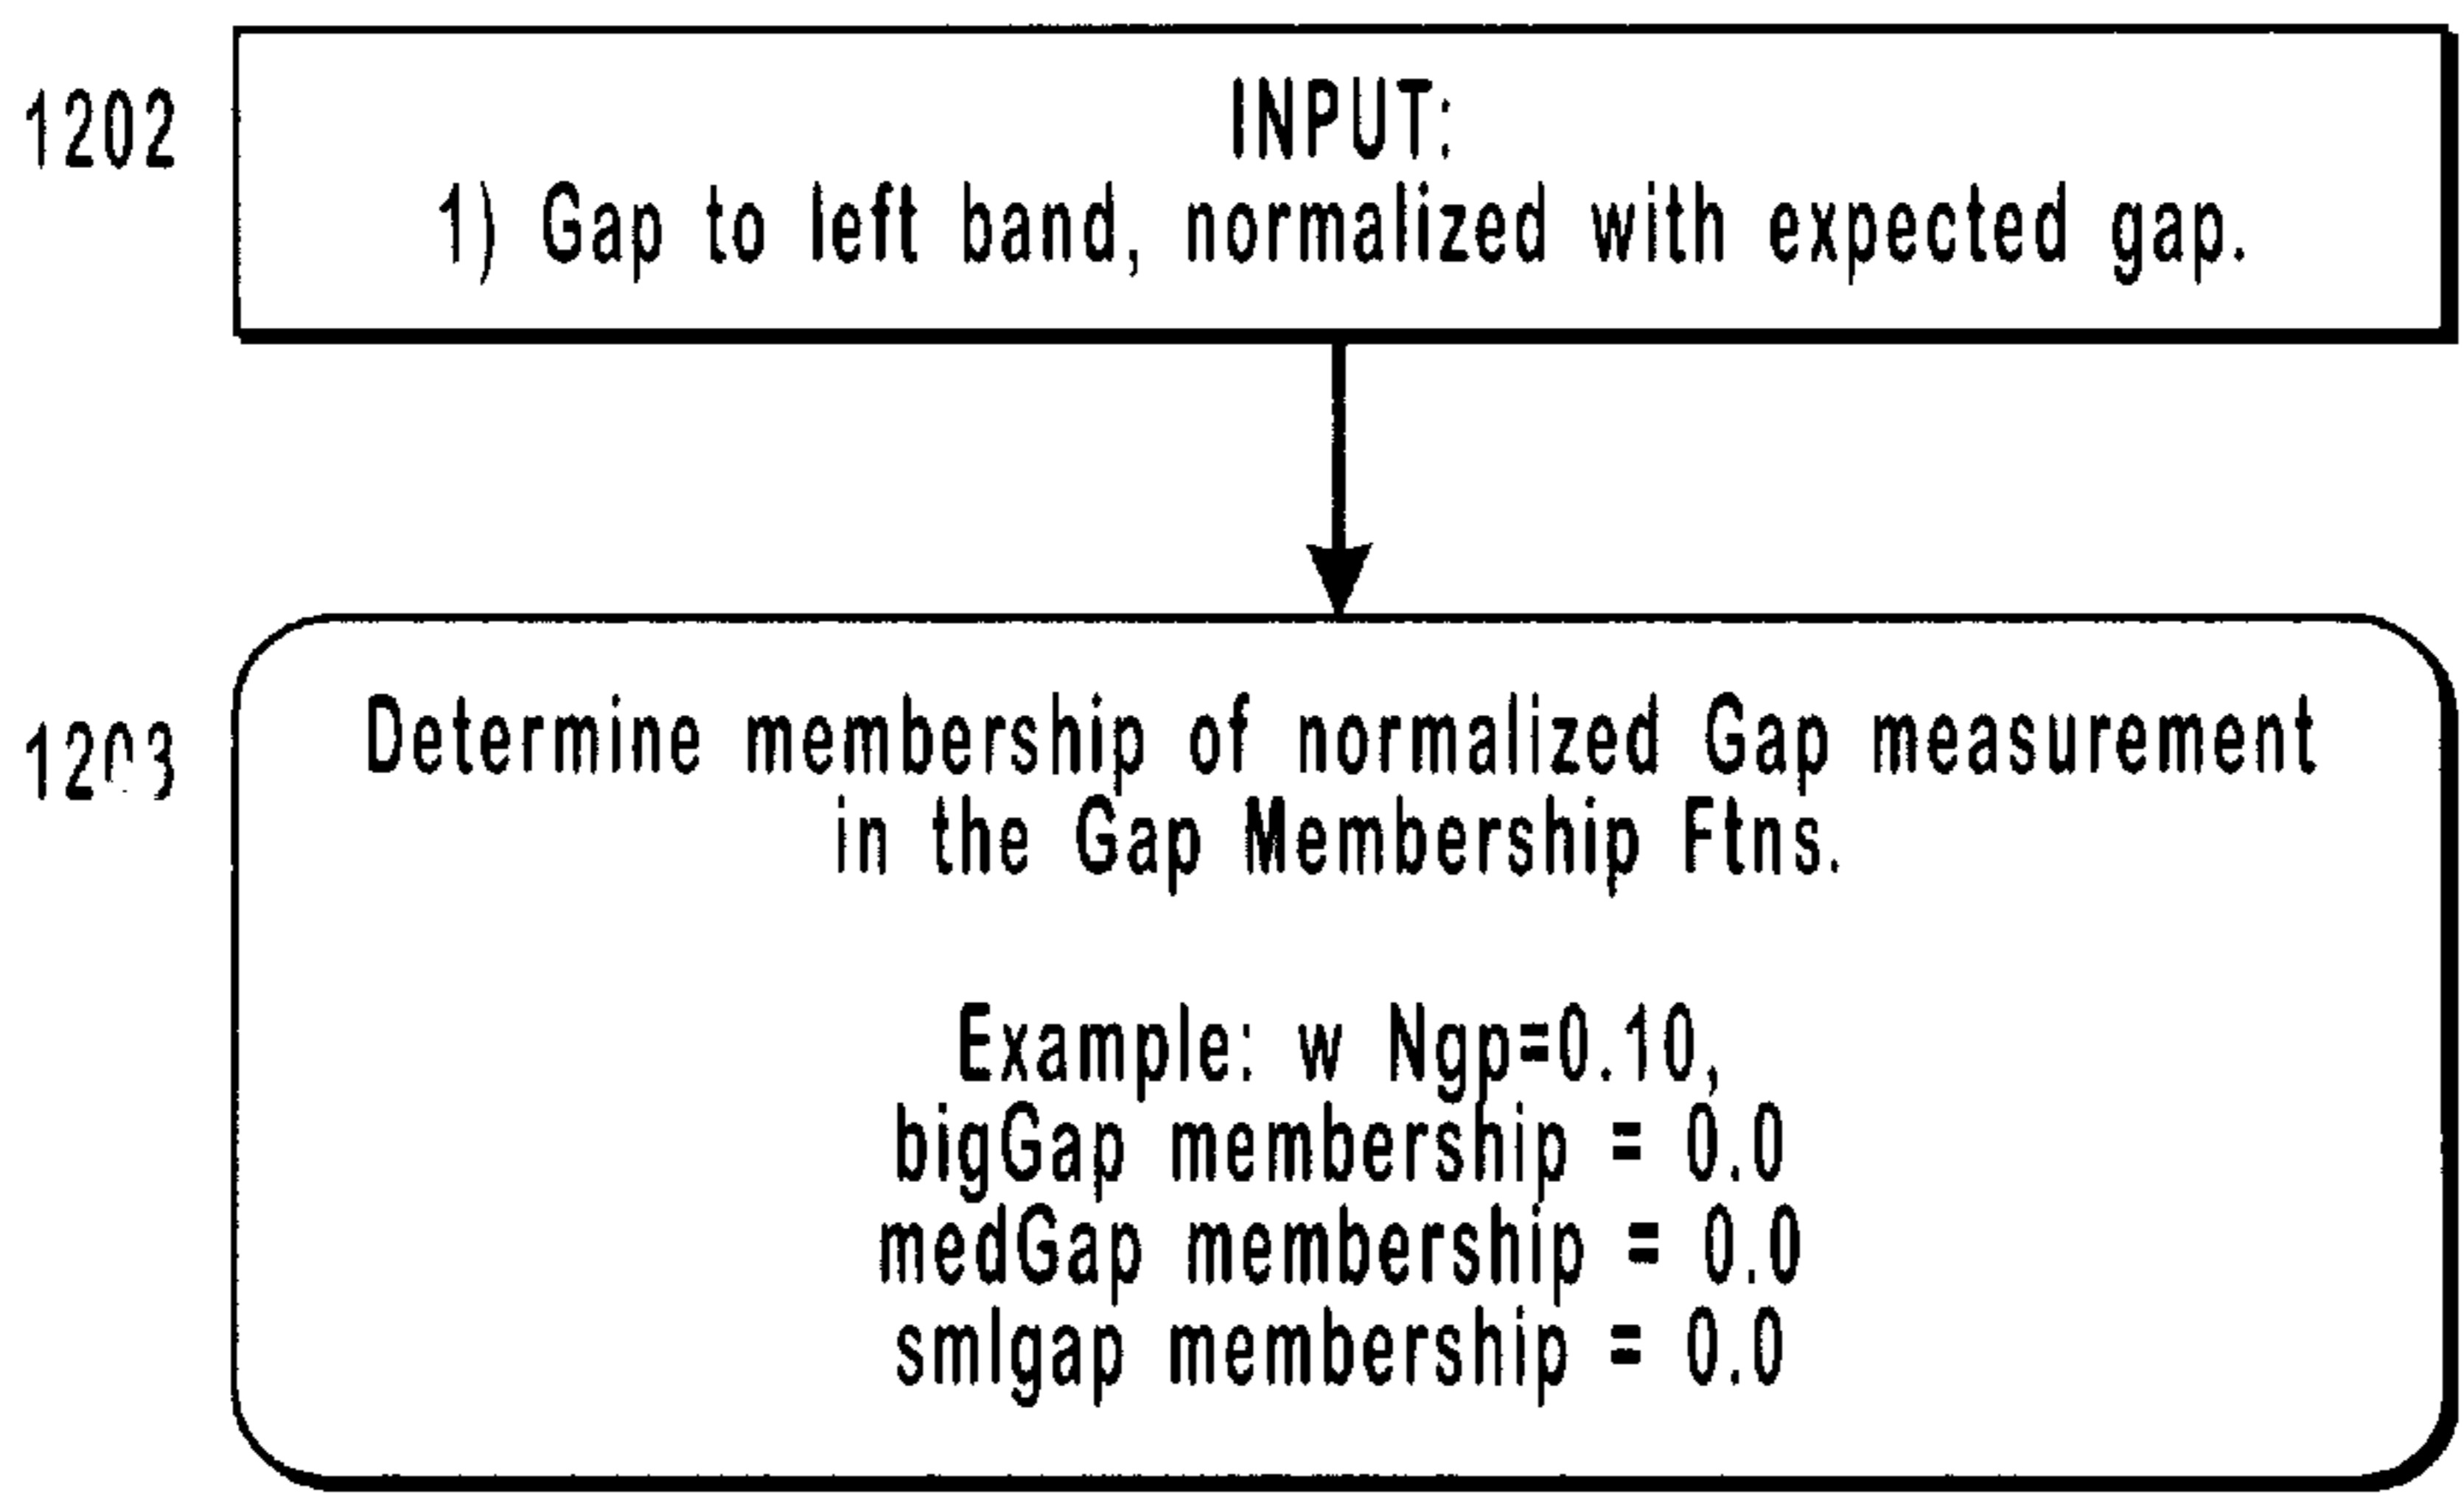 1202
INPUT:
1) Gap to left band, normalized with expected gap.
1203
Determine membership of normalized Gap measurement
in the Gap Membership Ftns.
Example: w Ngp=0.10,
bigGap membership = 0.0
medGap membership = 0.0
smlgap membership = 0.0